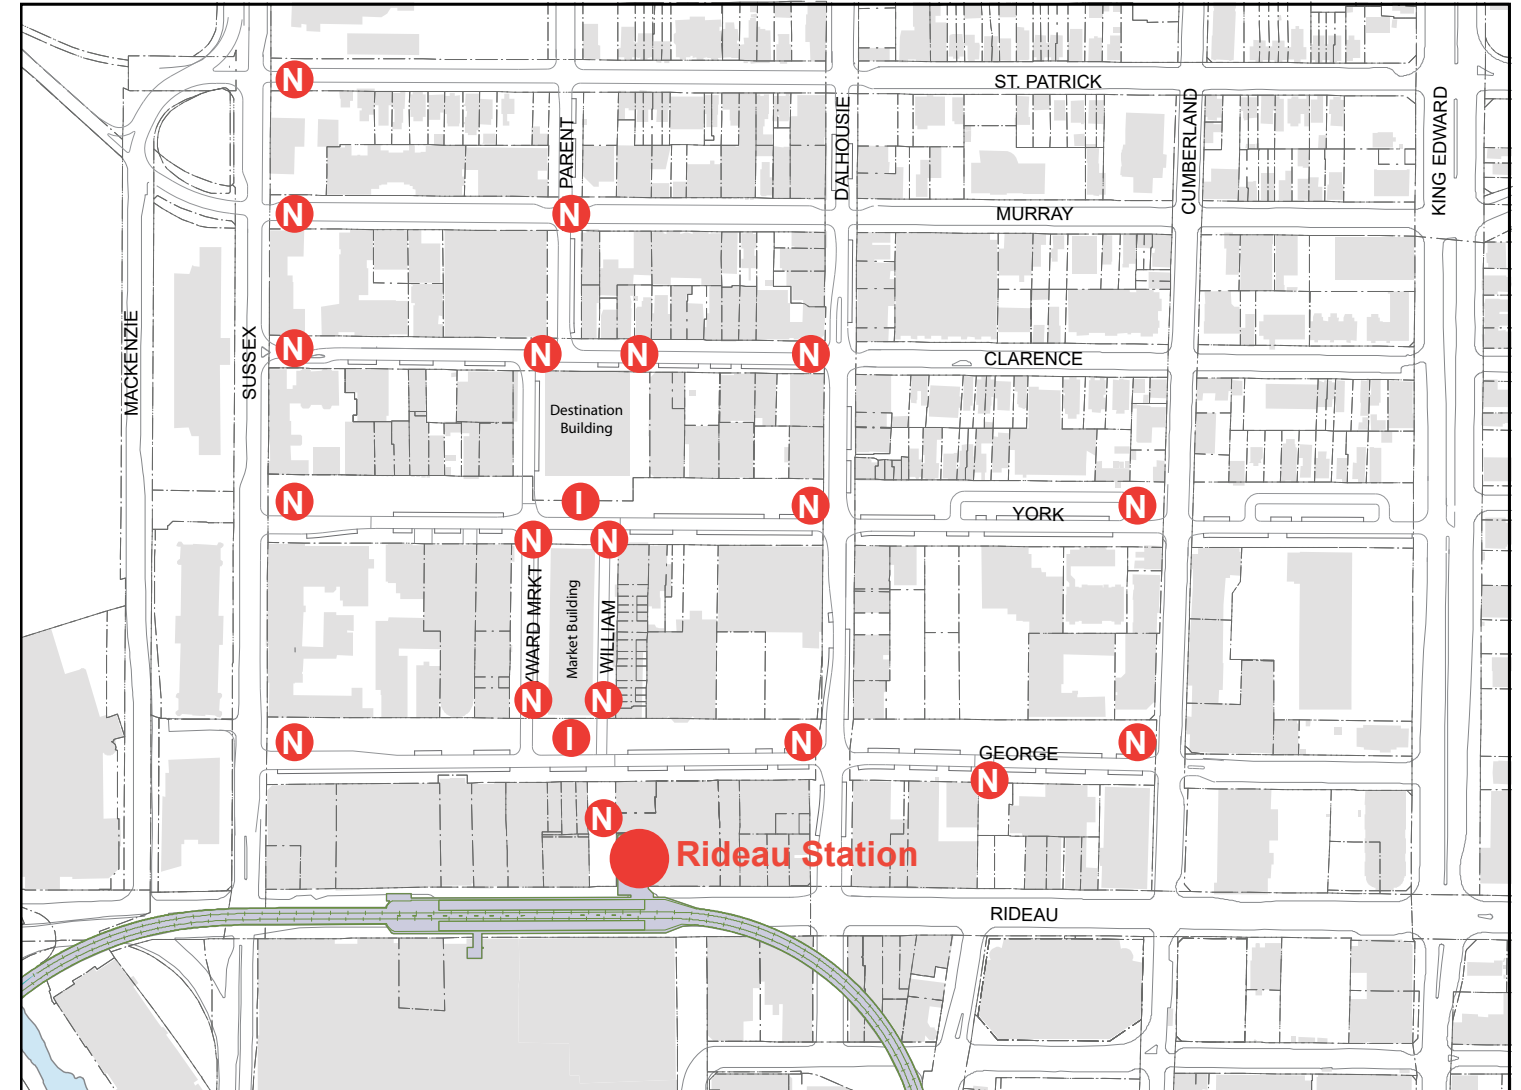 N
ST. PATRICK
PARENT
DALHOUSIE
CUMBERLAND
KING EDWARD
N
N
MURRAY
MACKENZIE
SUSSEX
N
N
N
N
CLARENCE
Destination
Building
N
I
N
N
YORK
N
N
YWARD MRKT
Market Building
WILLIAM
N
N
N
I
N
N
GEORGE
N
N
Rideau Station
RIDEAU